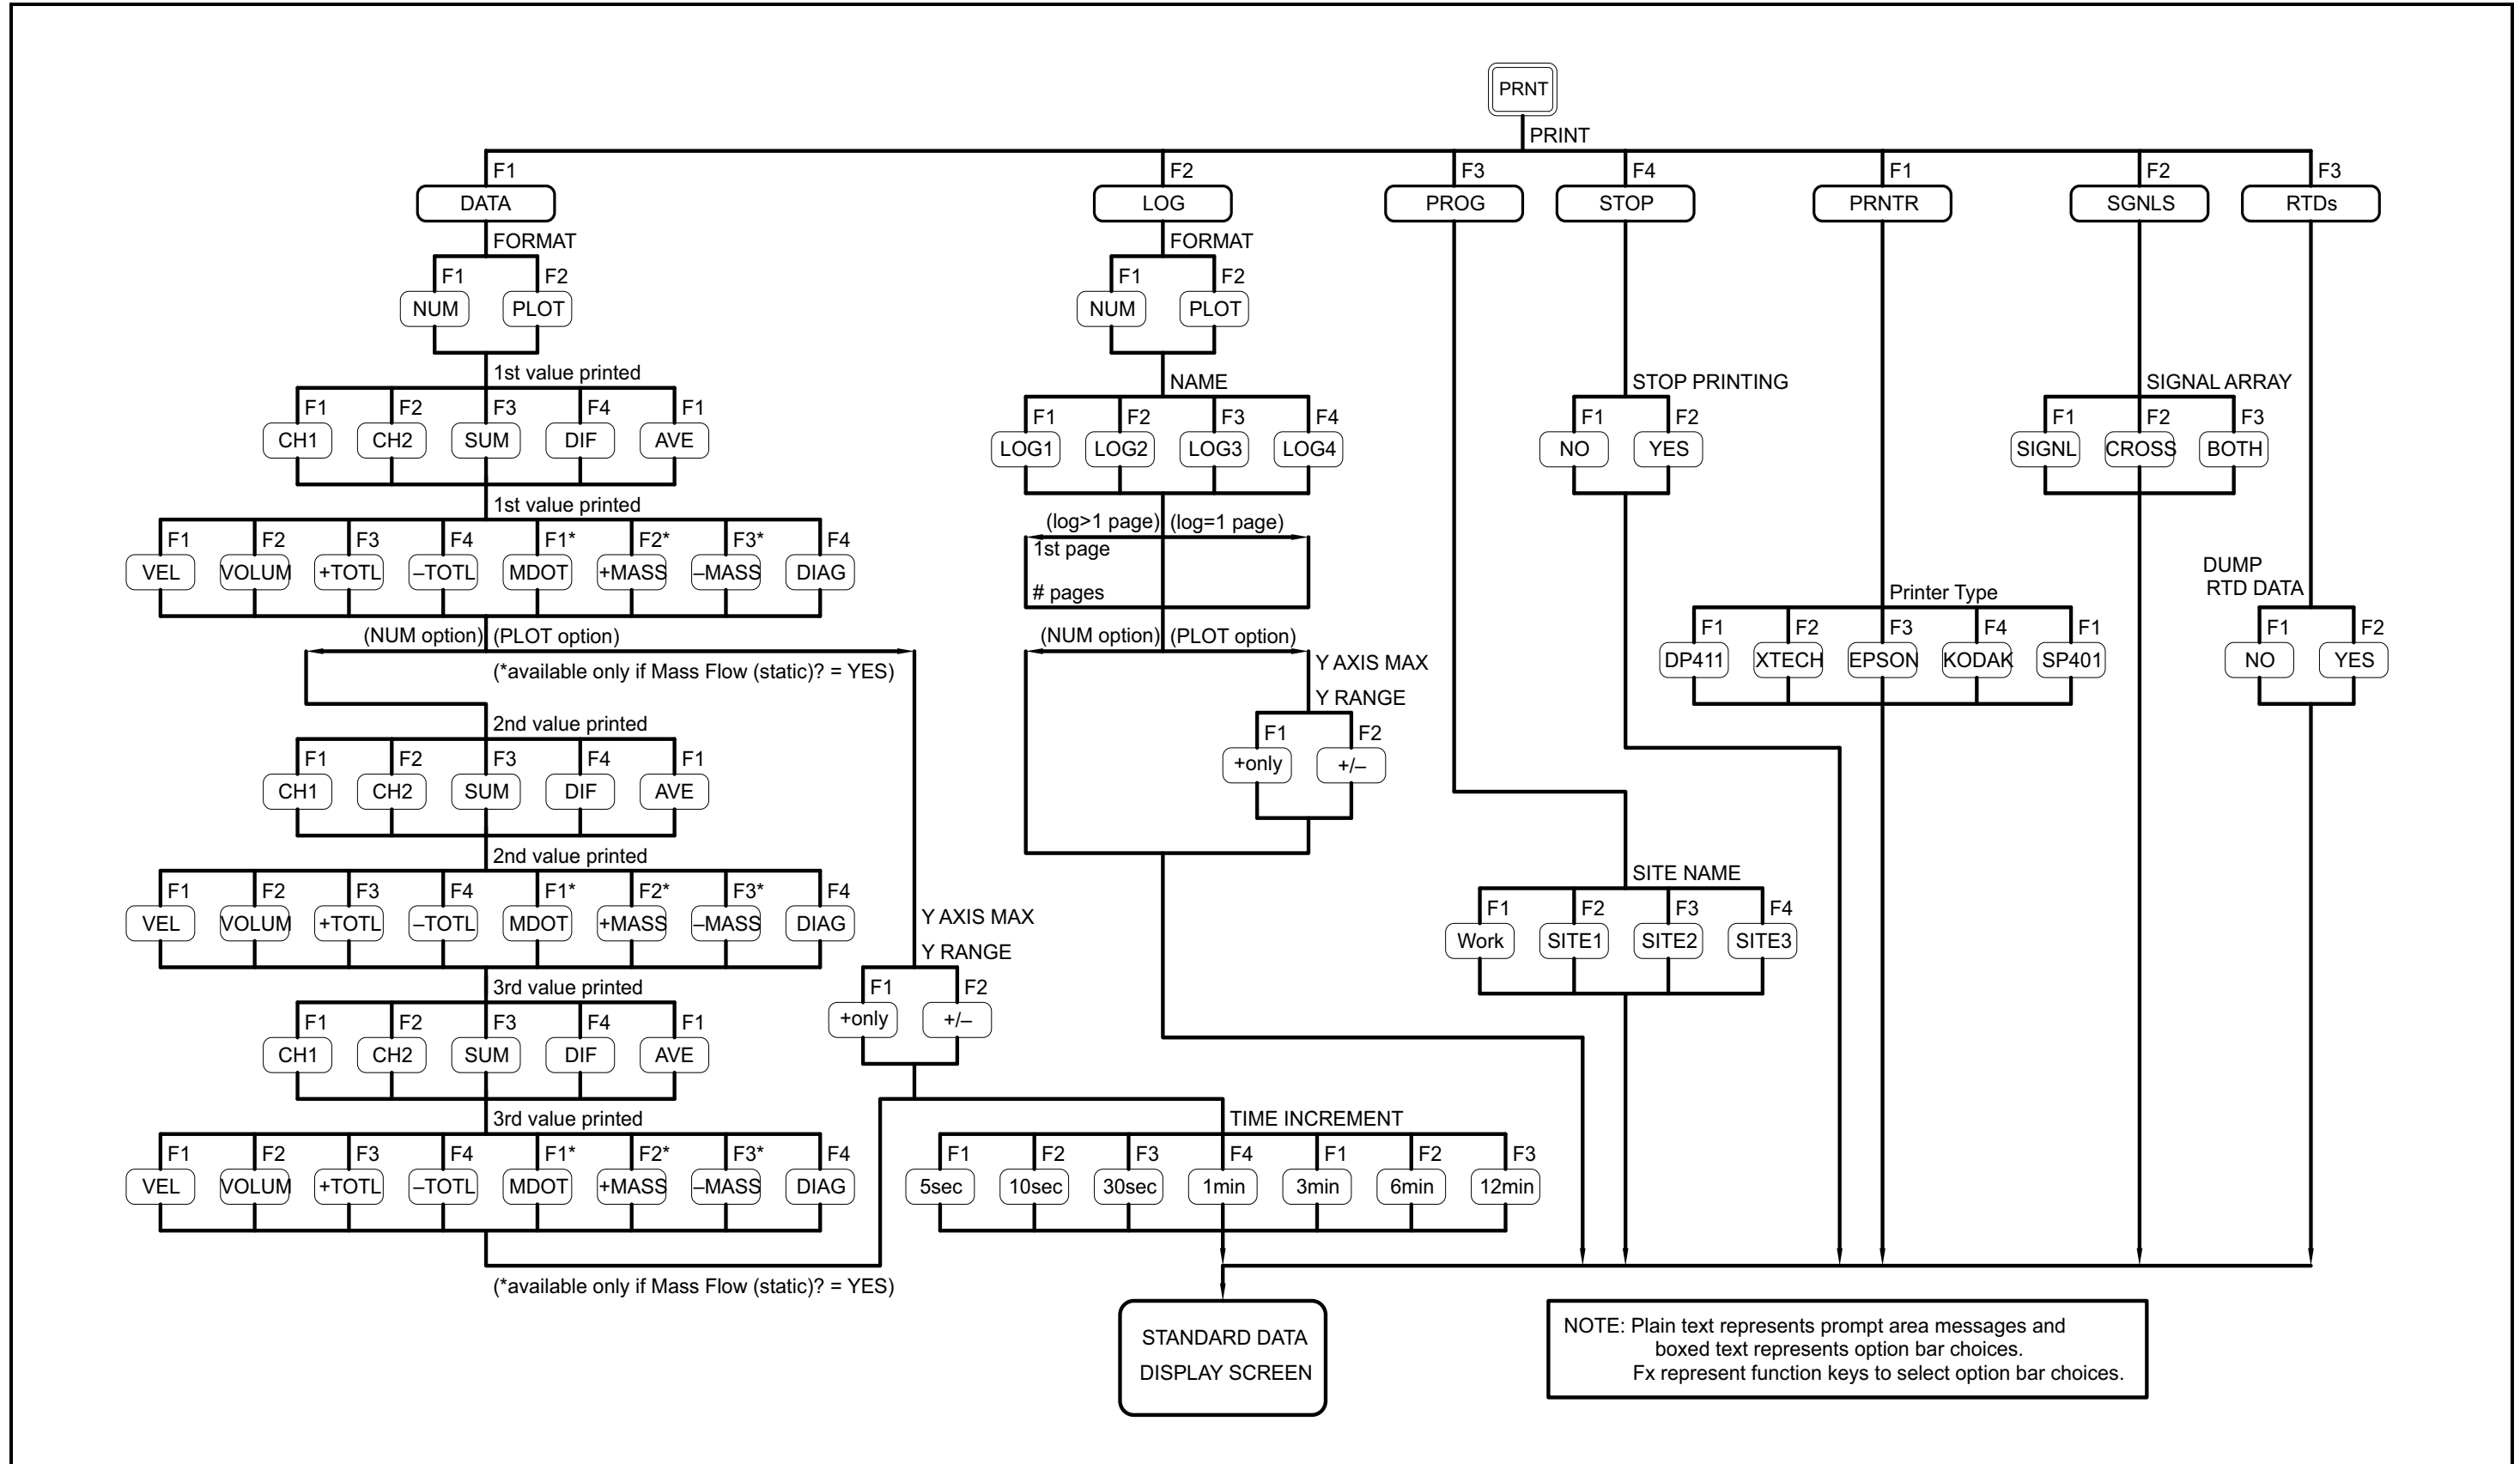 PRNT
PRINT
F1 F2 F3 F4 F1 F2 F3
DATA LOG PROG STOP PRNTR SGNLS RTDs
FORMAT
F1 F2
NUM PLOT
1st value printed
F1 F2 F3 F4 F1
CH1 CH2 SUM DIF AVE
1st value printed
F1 F2 F3 F4 F1* F2* F3* F4
VEL VOLUM +TOTL –TOTL MDOT +MASS –MASS DIAG
(NUM option) (PLOT option)
(*available only if Mass Flow (static)? = YES)
2nd value printed
F1 F2 F3 F4 F1
CH1 CH2 SUM DIF AVE
2nd value printed
F1 F2 F3 F4 F1* F2* F3* F4
VEL VOLUM +TOTL –TOTL MDOT +MASS –MASS DIAG
3rd value printed
F1 F2 F3 F4 F1
CH1 CH2 SUM DIF AVE
3rd value printed
F1 F2 F3 F4 F1* F2* F3* F4
VEL VOLUM +TOTL –TOTL MDOT +MASS –MASS DIAG
(*available only if Mass Flow (static)? = YES)
Y AXIS MAX
Y RANGE
F1 F2
+only +/–
TIME INCREMENT
F1 F2 F3 F4 F1 F2 F3
5sec 10sec 30sec 1min 3min 6min 12min
FORMAT
F1 F2
NUM PLOT
NAME
F1 F2 F3 F4
LOG1 LOG2 LOG3 LOG4
(log>1 page) (log=1 page)
1st page
# pages
(NUM option) (PLOT option)
Y AXIS MAX
Y RANGE
F1 F2
+only +/–
SITE NAME
F1 F2 F3 F4
Work SITE1 SITE2 SITE3
STOP PRINTING
F1 F2
NO YES
Printer Type
F1 F2 F3 F4 F1
DP411 XTECH EPSON KODAK SP401
SIGNAL ARRAY
F1 F2 F3
SIGNL CROSS BOTH
DUMP
RTD DATA
F1 F2
NO YES
STANDARD DATA
DISPLAY SCREEN
NOTE: Plain text represents prompt area messages and
boxed text represents option bar choices.
Fx represent function keys to select option bar choices.